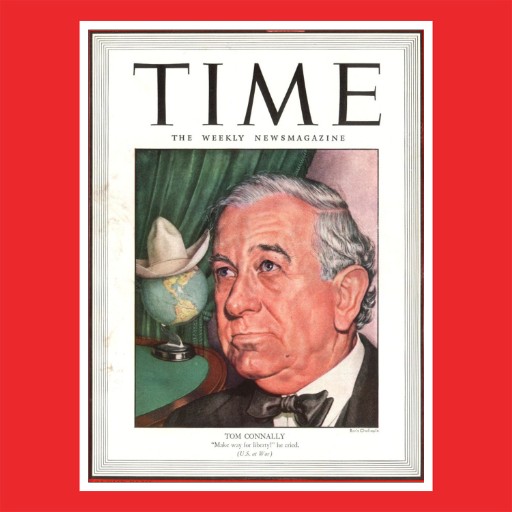 TIME
THE WEEKLY NEWSMAGAZINE
TOM CONNALLY
"Make way for liberty!" he cried.
(U.S. at War)